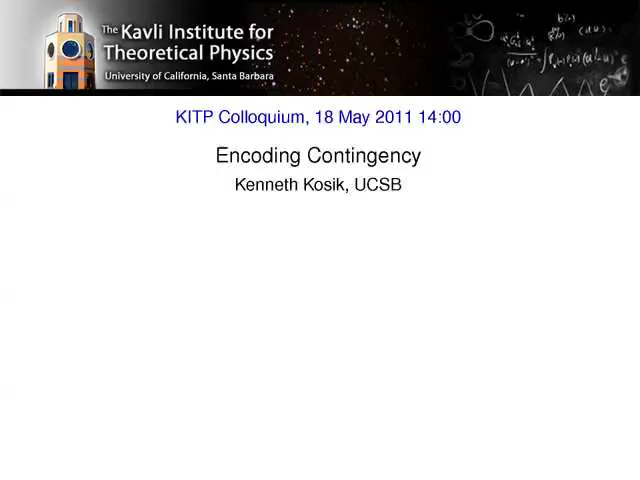 The Kavli Institute for
Theoretical Physics
University of California, Santa Barbara
KITP Colloquium, 18 May 2011 14:00
Encoding Contingency
Kenneth Kosik, UCSB